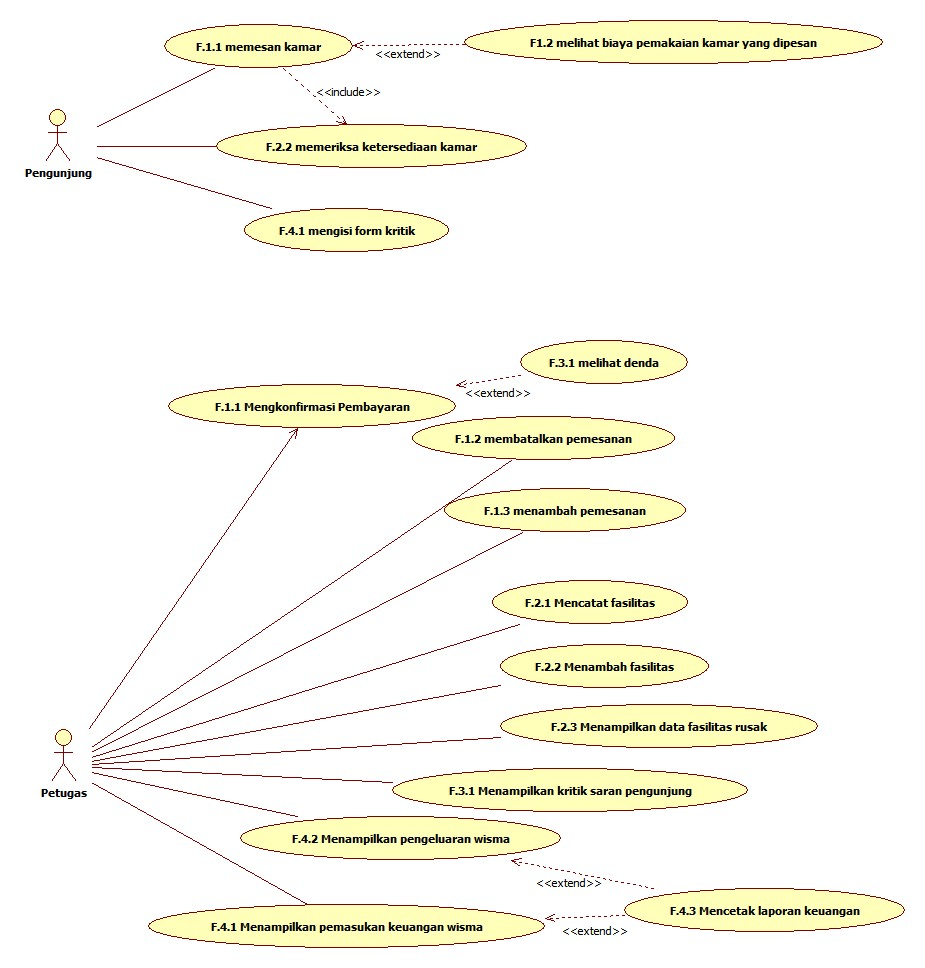 F.1.1 memesan kamar
F1.2 melihat biaya pemakaian kamar yang dipesan
<<extend>>
<<include>>
F.2.2 memeriksa ketersediaan kamar
Pengunjung
F.4.1 mengisi form kritik
F.3.1 melihat denda
<<extend>>
F.1.1 Mengkonfirmasi Pembayaran
F.1.2 membatalkan pemesanan
F.1.3 menambah pemesanan
F.2.1 Mencatat fasilitas
F.2.2 Menambah fasilitas
F.2.3 Menampilkan data fasilitas rusak
Petugas
F.3.1 Menampilkan kritik saran pengunjung
F.4.2 Menampilkan pengeluaran wisma
<<extend>>
F.4.3 Mencetak laporan keuangan
F.4.1 Menampilkan pemasukan keuangan wisma
<<extend>>